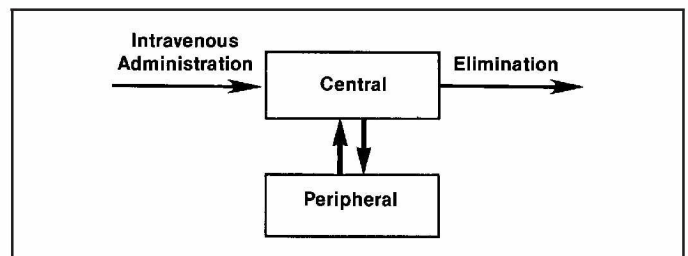 Intravenous
Administration
Elimination
Central
Peripheral